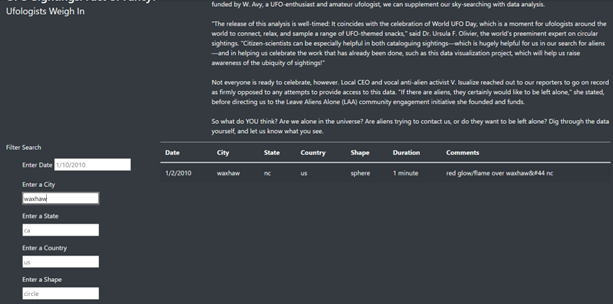 Ufologists Weigh In
funded by W. Avy, a UFO-enthusiast and amateur ufologist, we can supplement our sky-searching with data analysis.
"The release of this analysis is well-timed: It coincides with the celebration of World UFO Day, which is a moment for ufologists around the
world to connect, relax, and sample a range of UFO-themed snacks," said Dr. Ursula F. Olivier, the world's preeminent expert on circular
sightings. "Citizen-scientists can be especially helpful in both cataloguing sightings—which is hugely helpful for us in our search for aliens
—and in helping us celebrate the work that has already been done, such as this data visualization project, which will help us raise
awareness of the ubiquity of sightings!"
Not everyone is ready to celebrate, however. Local CEO and vocal anti-alien activist V. Isualize reached out to our reporters to go on record
as firmly opposed to any attempts to provide access to this data. "If there are aliens, they certainly would like to be left alone," she stated,
before directing us to the Leave Aliens Alone (LAA) community engagement initiative she founded and funds.
So what do YOU think? Are we alone in the universe? Are aliens trying to contact us, or do they want to be left alone? Dig through the data
yourself, and let us know what you see.
Filter Search
Enter Date 1/10/2010
Enter a City
waxhaw
Enter a State
ca
Enter a Country
us
Enter a Shape
circle
Date City State Country Shape Duration Comments
1/2/2010 waxhaw nc us sphere 1 minute red glow/flame over waxhaw&#44 nc